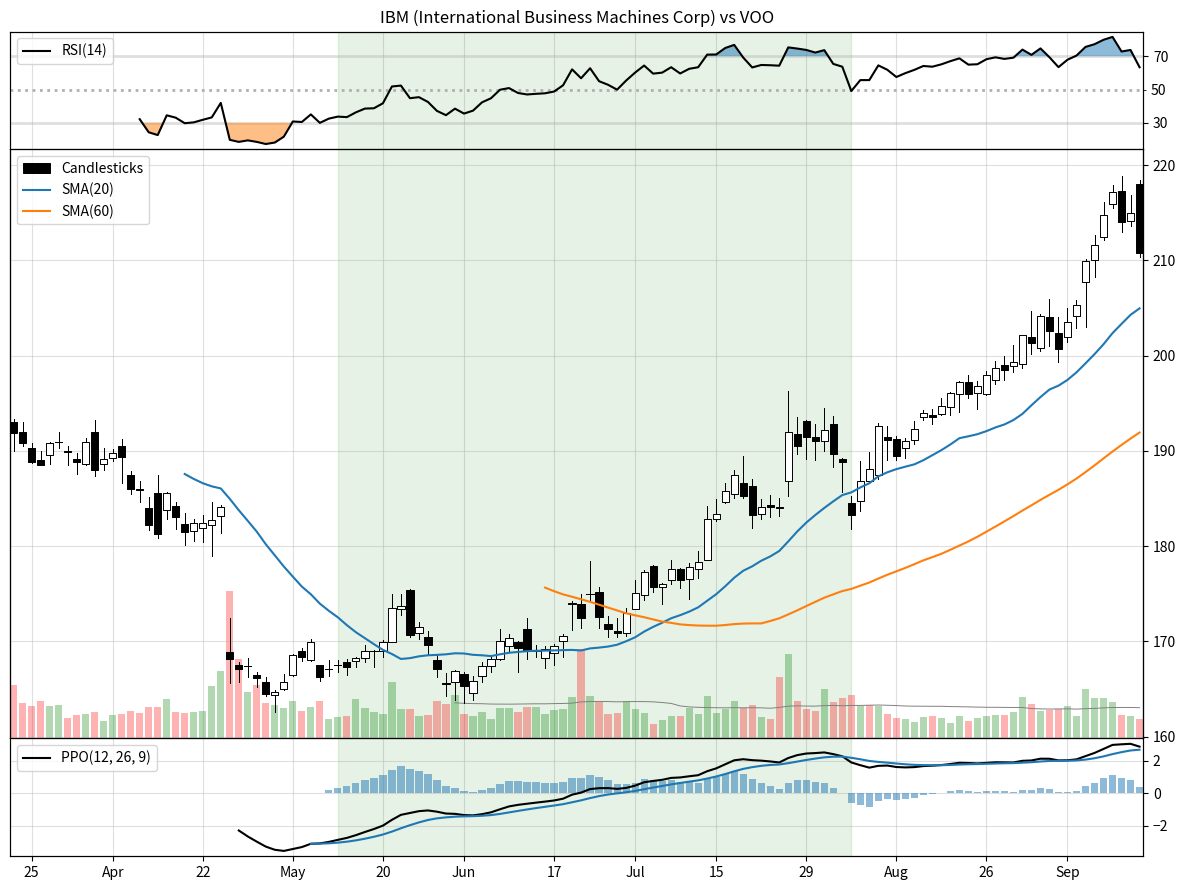 IBM (International Business Machines Corp) vs VOO
RSI(14)
70
50
30
Candlesticks
SMA(20)
SMA(60)
220
210
200
190
180
170
160
PPO(12, 26, 9)
2
0
−2
25 Apr 22 May 20 Jun 17 Jul 15 29 Aug 26 Sep